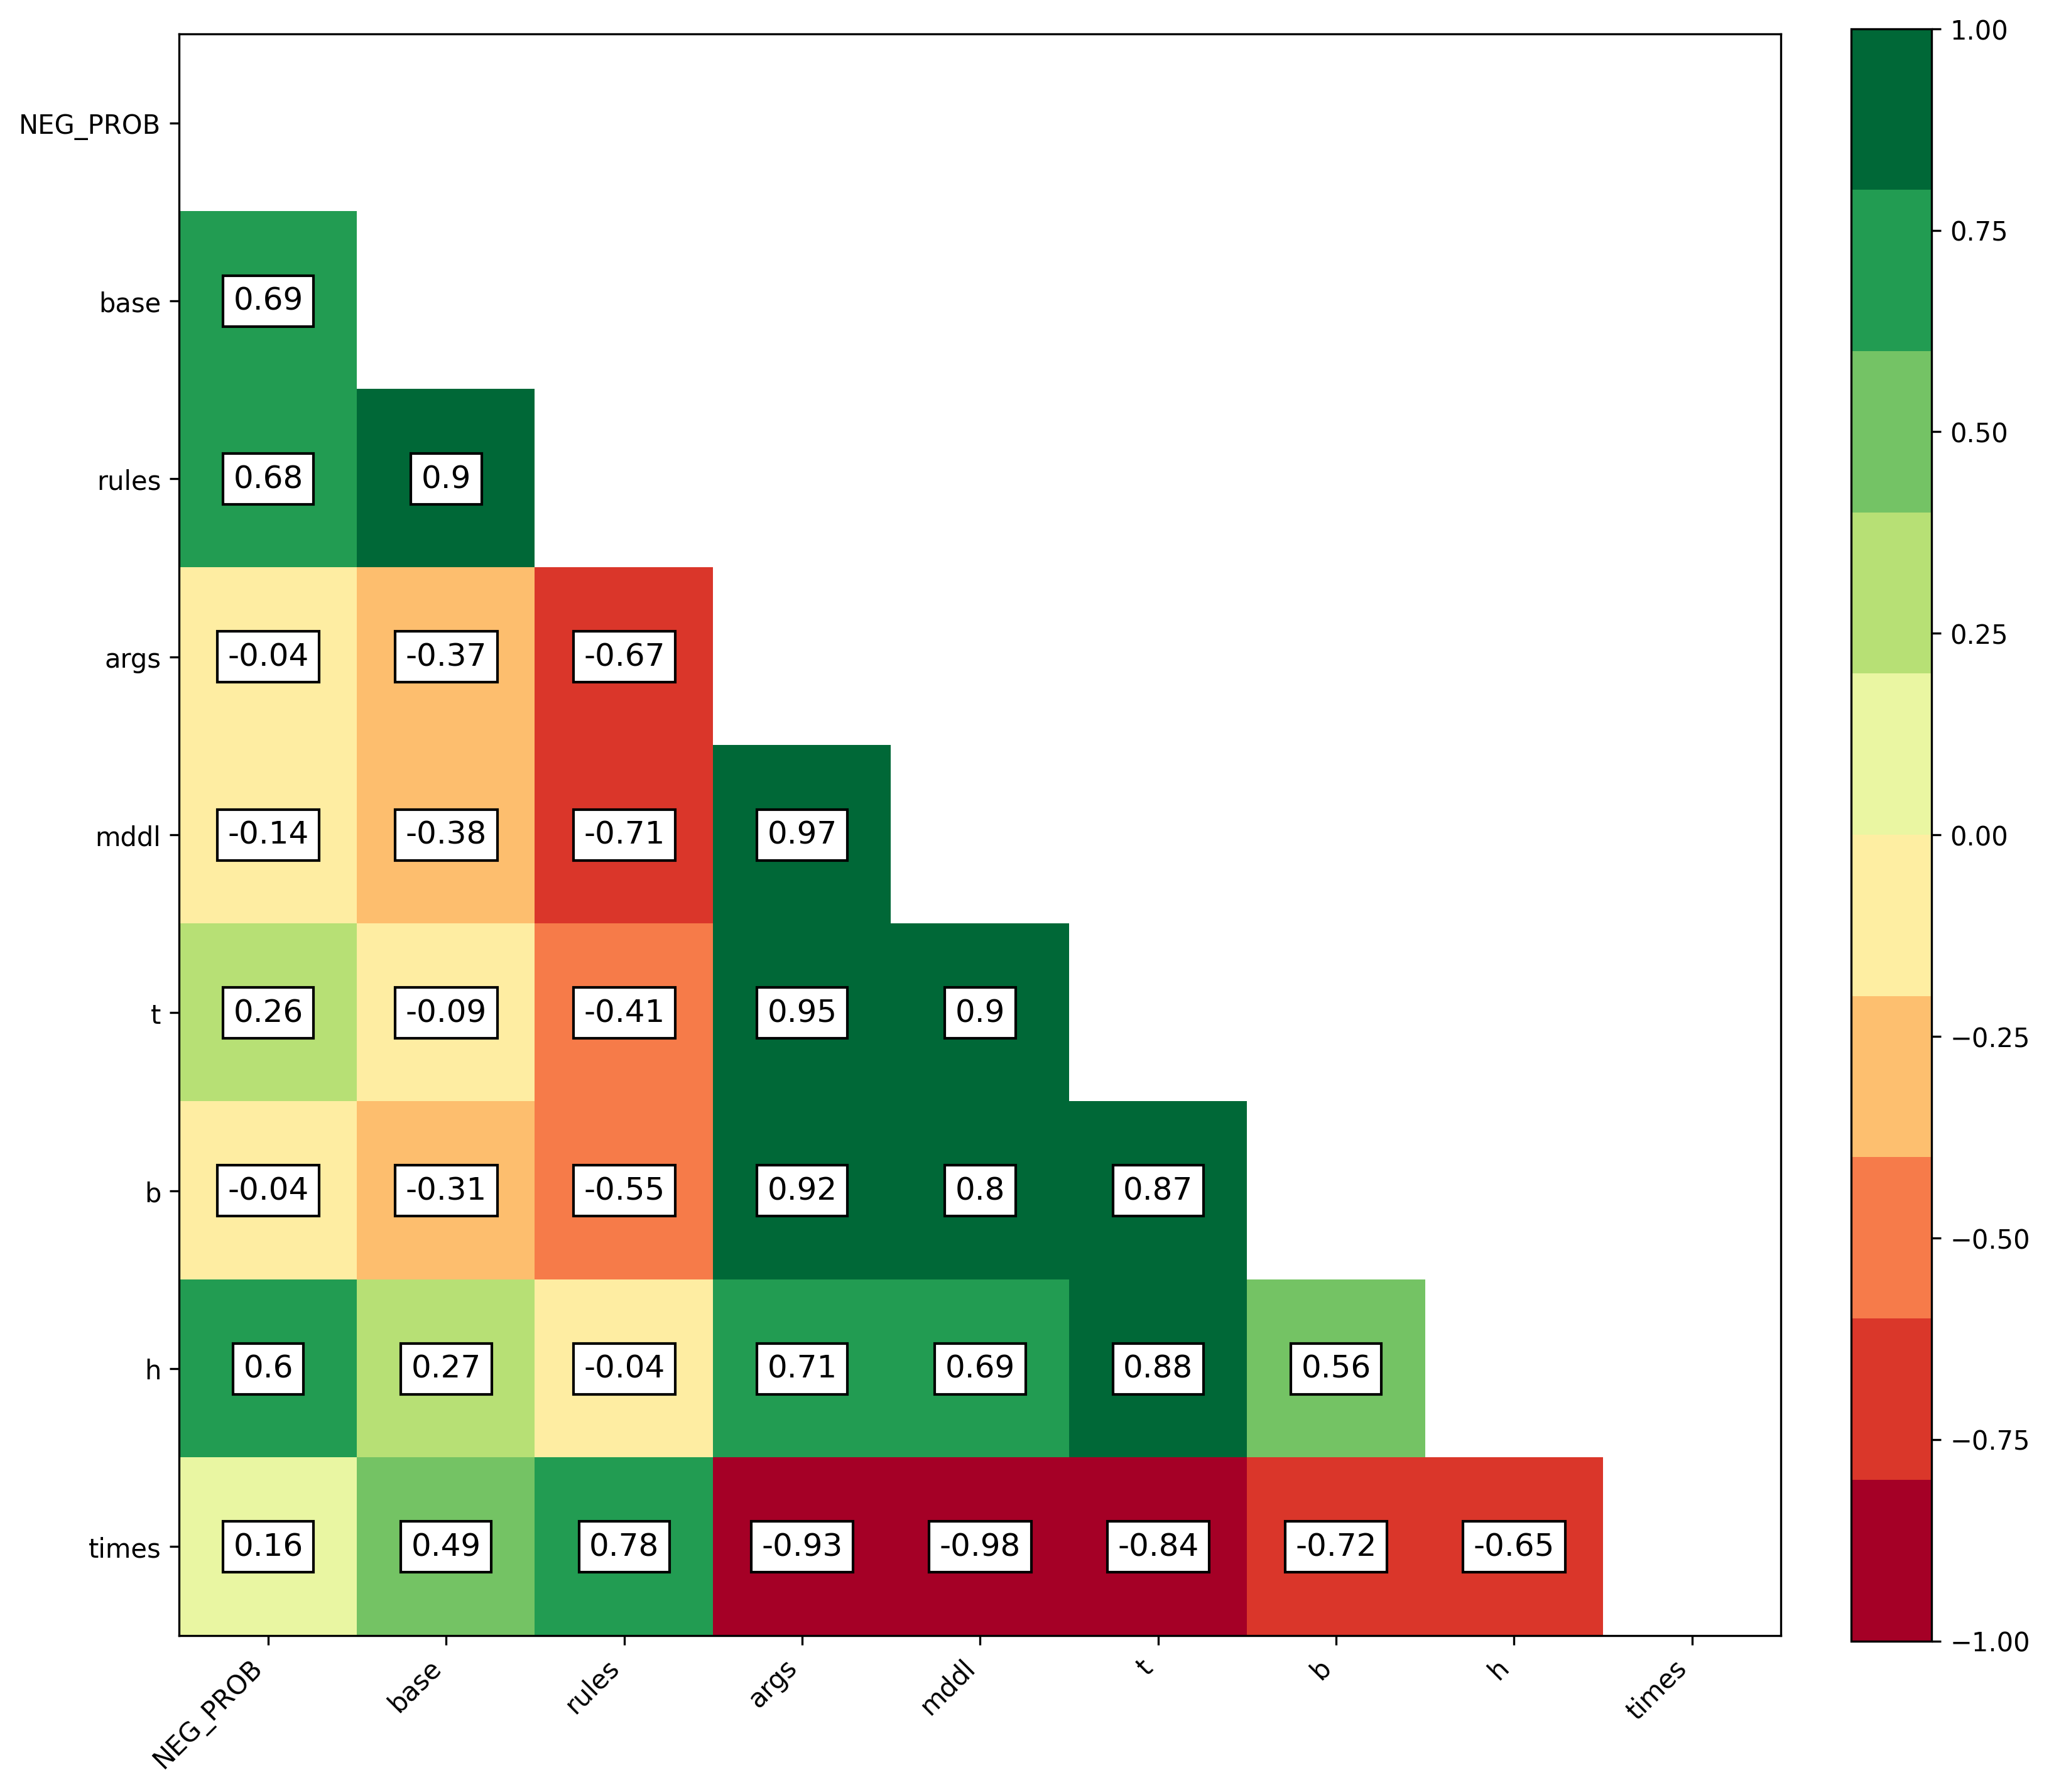 NEG_PROB
base 0.69
rules 0.68 0.9
args -0.04 -0.37 -0.67
mddl -0.14 -0.38 -0.71 0.97
t 0.26 -0.09 -0.41 0.95 0.9
b -0.04 -0.31 -0.55 0.92 0.8 0.87
h 0.6 0.27 -0.04 0.71 0.69 0.88 0.56
times 0.16 0.49 0.78 -0.93 -0.98 -0.84 -0.72 -0.65
NEG_PROB base rules args mddl t b h times
1.00
0.75
0.50
0.25
0.00
−0.25
−0.50
−0.75
−1.00